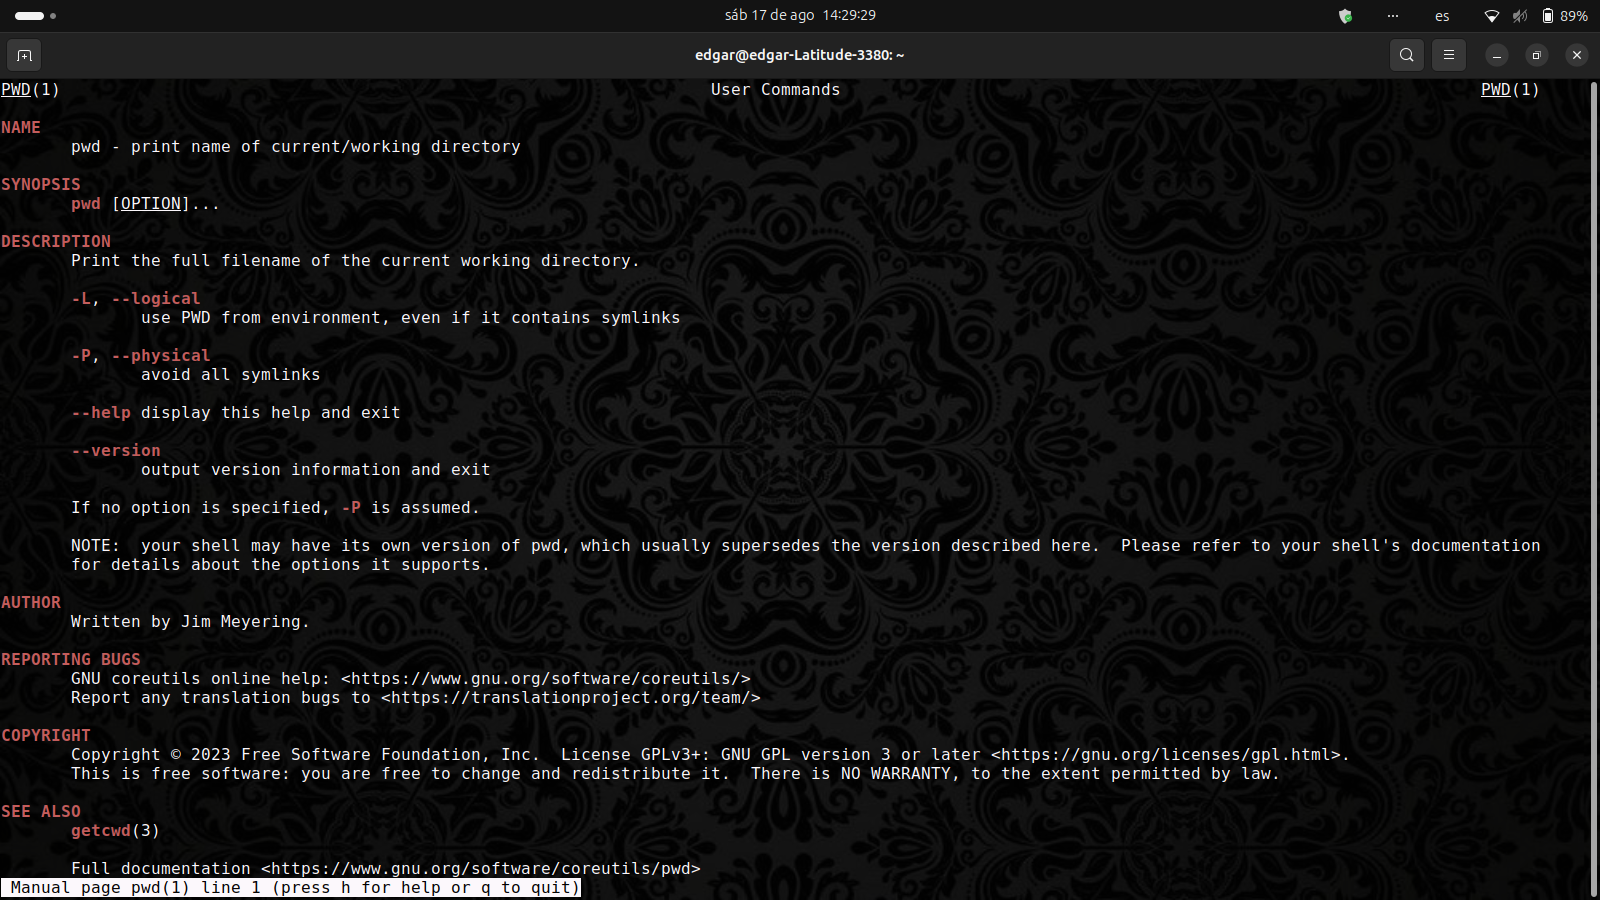 sáb 17 de ago 14:29:29
es
89%
edgar@edgar-Latitude-3380: ~
PWD(1) User Commands PWD(1)
NAME
pwd - print name of current/working directory
SYNOPSIS
pwd [OPTION]...
DESCRIPTION
Print the full filename of the current working directory.
-L, --logical
use PWD from environment, even if it contains symlinks
-P, --physical
avoid all symlinks
--help display this help and exit
--version
output version information and exit
If no option is specified, -P is assumed.
NOTE:  your shell may have its own version of pwd, which usually supersedes the version described here.  Please refer to your shell's documentation
for details about the options it supports.
AUTHOR
Written by Jim Meyering.
REPORTING BUGS
GNU coreutils online help: <https://www.gnu.org/software/coreutils/>
Report any translation bugs to <https://translationproject.org/team/>
COPYRIGHT
Copyright © 2023 Free Software Foundation, Inc.  License GPLv3+: GNU GPL version 3 or later <https://gnu.org/licenses/gpl.html>.
This is free software: you are free to change and redistribute it.  There is NO WARRANTY, to the extent permitted by law.
SEE ALSO
getcwd(3)
Full documentation <https://www.gnu.org/software/coreutils/pwd>
Manual page pwd(1) line 1 (press h for help or q to quit)